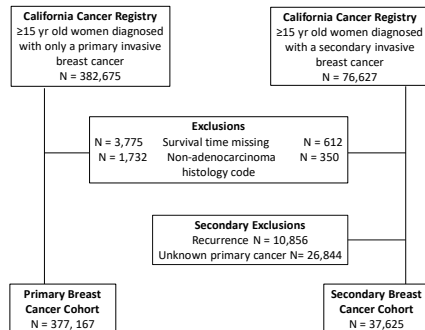 California Cancer Registry
≥15 yr old women diagnosed
with only a primary invasive
breast cancer
N = 382,675
California Cancer Registry
≥15 yr old women diagnosed
with a secondary invasive
breast cancer
N = 76,627
Exclusions
N = 3,775 Survival time missing N = 612
N = 1,732 Non-adenocarcinoma N = 350
histology code
Secondary Exclusions
Recurrence N = 10,856
Unknown primary cancer N= 26,844
Primary Breast
Cancer Cohort
N = 377, 167
Secondary Breast
Cancer Cohort
N = 37,625